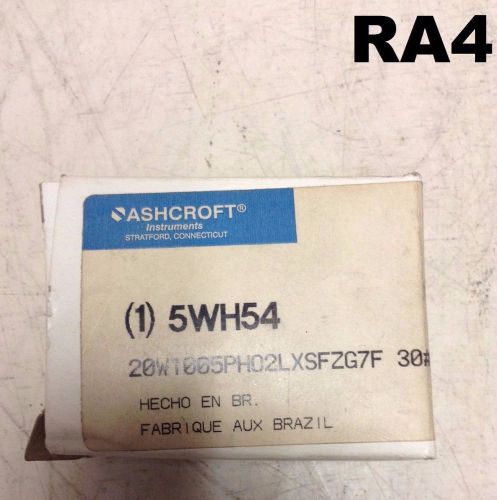 RA4
ASHCROFT®
Instruments
STRATFORD, CONNECTICUT
(1) 5WH54
20W1005PH02LXSFZG7F 30#
HECHO EN BR.
FABRIQUE AUX BRAZIL